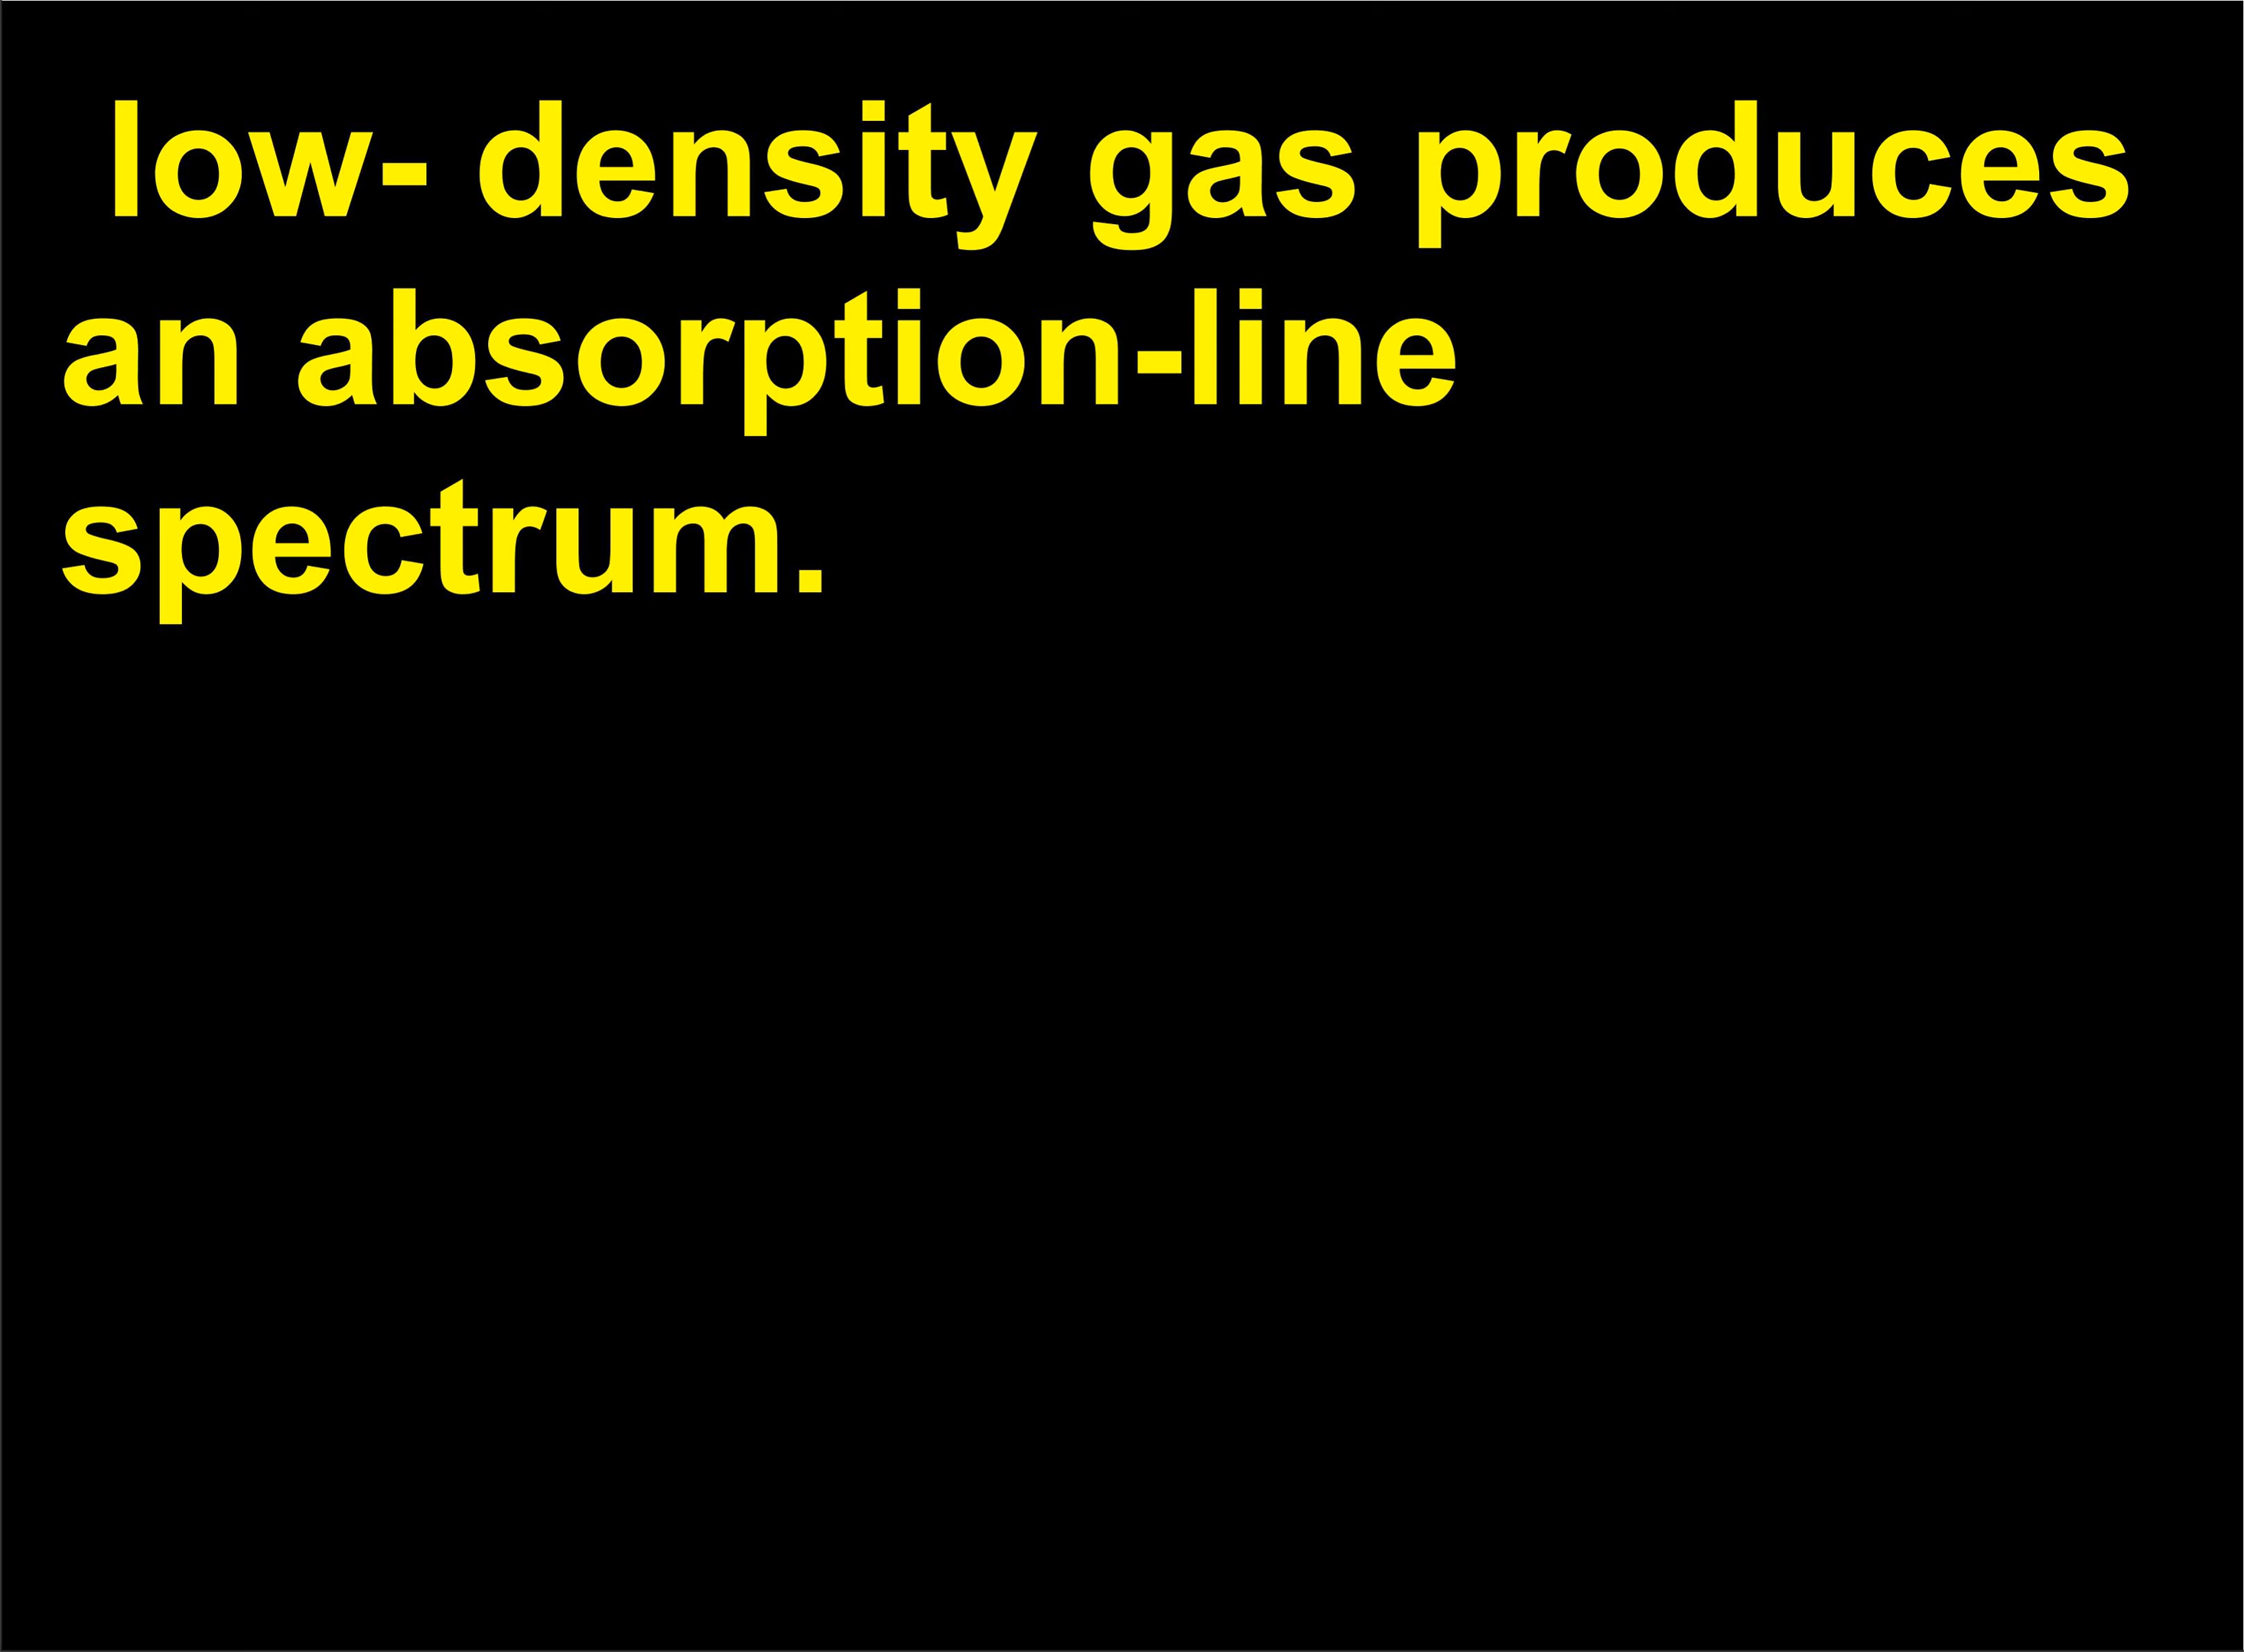 low- density gas produces
an absorption-line
spectrum.